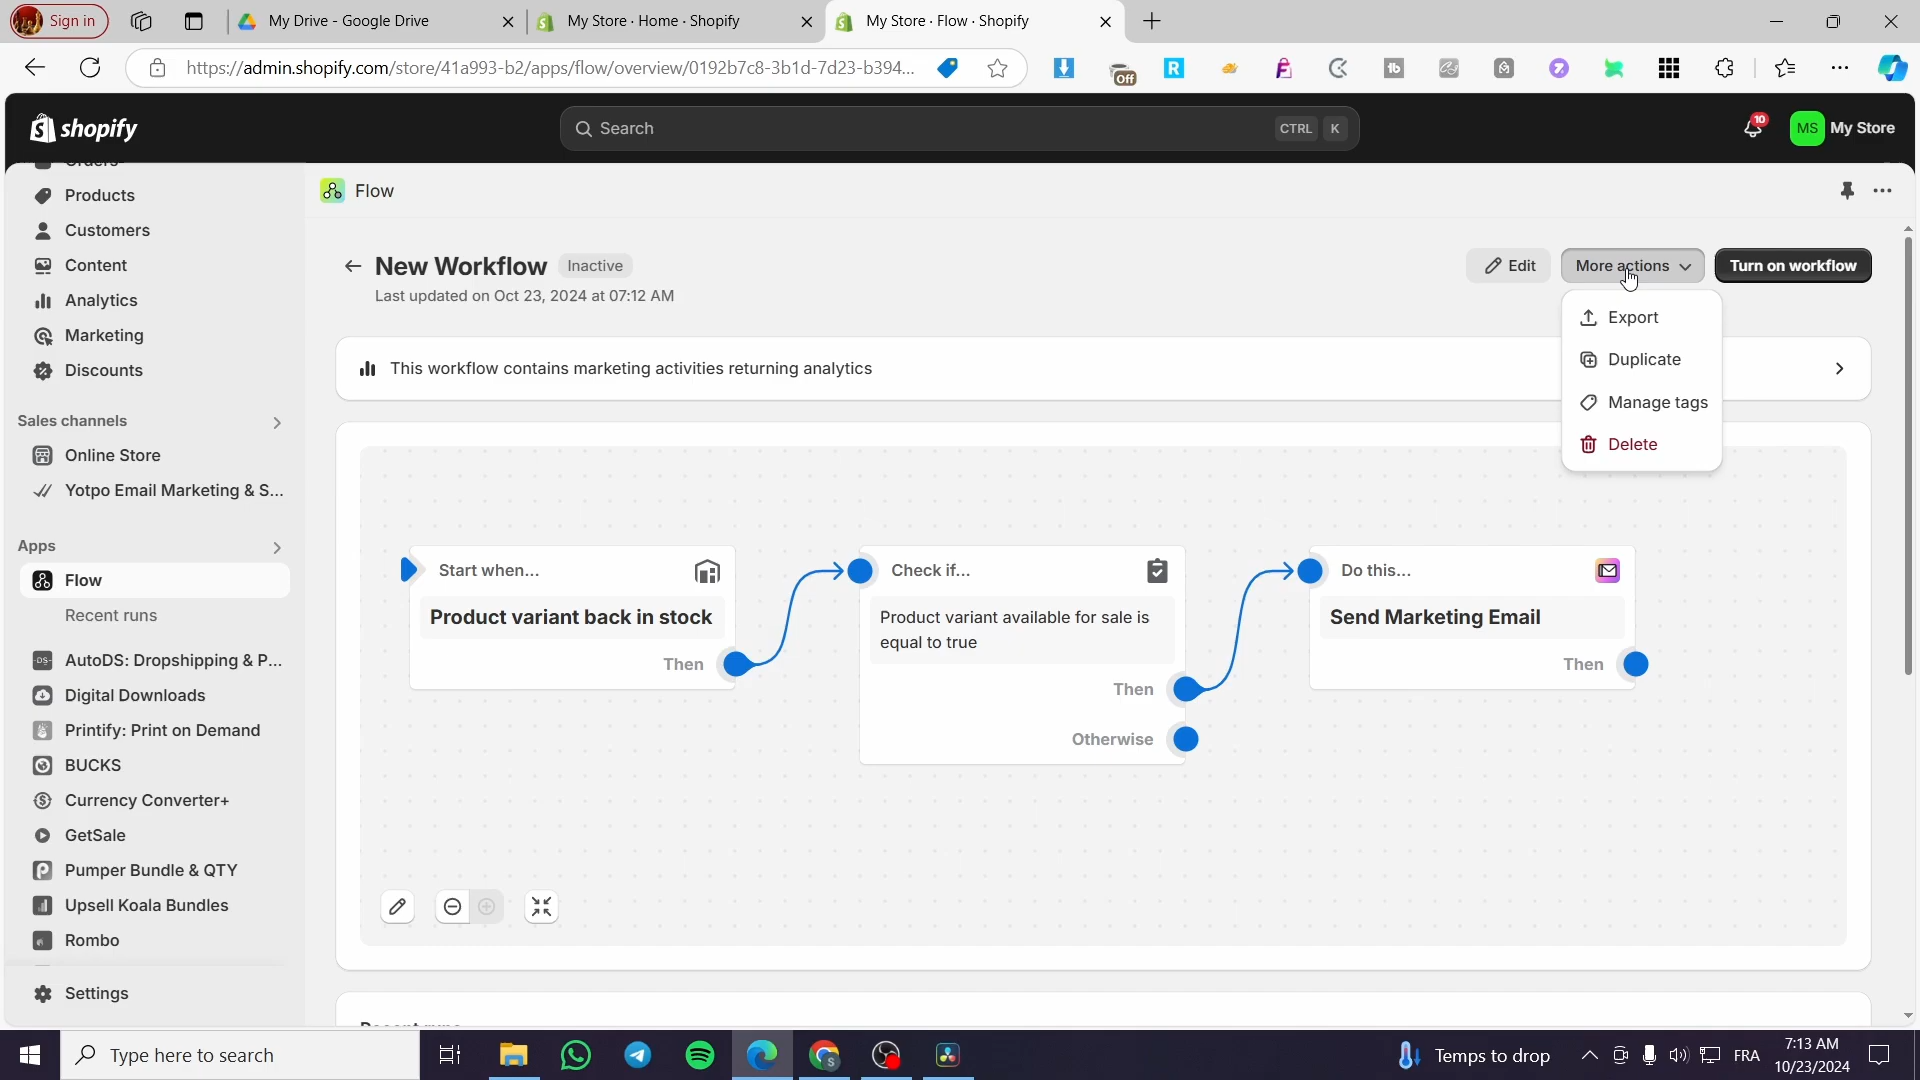 Sign in
My Drive - Google Drive
My Store · Home · Shopify
My Store · Flow · Shopify
https://admin.shopify.com/store/41a993-b2/apps/flow/overview/0192b7c8-3b1d-7d23-b394...
Off
shopify
Search
CTRL K
10
MS My Store
Orders
Products
Customers
Content
Analytics
Marketing
Discounts
Sales channels
Online Store
Yotpo Email Marketing & S...
Apps
Flow
Recent runs
AutoDS: Dropshipping & P...
Digital Downloads
Printify: Print on Demand
BUCKS
Currency Converter+
GetSale
Pumper Bundle & QTY
Upsell Koala Bundles
Rombo
Settings
Flow
New Workflow Inactive
Last updated on Oct 23, 2024 at 07:12 AM
Edit
More actions
Turn on workflow
Export
Duplicate
Manage tags
Delete
This workflow contains marketing activities returning analytics
Start when...
Product variant back in stock
Then
Check if...
Product variant available for sale is
equal to true
Then
Otherwise
Do this...
Send Marketing Email
Then
Type here to search
Temps to drop
FRA
7:13 AM
10/23/2024